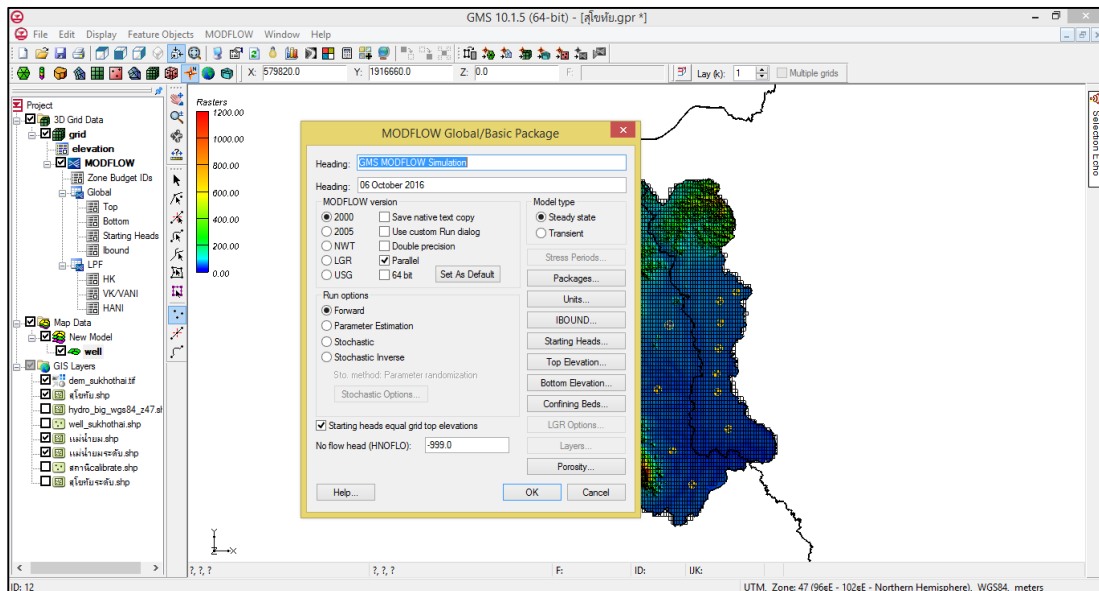 GMS 10.1.5 (64-bit) - [สุโขทัย.gpr *]
File Edit Display Feature Objects MODFLOW Window Help
X: 579820.0 Y: 1916660.0 Z: 0.0 F: Lay (k): 1 Multiple grids
Project
3D Grid Data
grid
elevation
MODFLOW
Zone Budget IDs
Global
Top
Bottom
Starting Heads
Ibound
LPF
HK
VK/VANI
HANI
Map Data
New Model
well
GIS Layers
dem_sukhothai.tif
สุโขทัย.shp
hydro_big_wgs84_z47.sh
well_sukhothai.shp
แม่น้ำยม.shp
แม่น้ำยมระดับ.shp
สถานีcalibrate.shp
สุโขทัยระดับ.shp
Rasters
1200.00
1000.00
800.00
600.00
400.00
200.00
0.00
MODFLOW Global/Basic Package
Heading: GMS MODFLOW Simulation
Heading: 06 October 2016
MODFLOW version
2000 Save native text copy
2005 Use custom Run dialog
NWT Double precision
LGR Parallel
USG 64 bit Set As Default
Run options
Forward
Parameter Estimation
Stochastic
Stochastic Inverse
Sto. method: Parameter randomization
Stochastic Options...
Starting heads equal grid top elevations
No flow head (HNOFLO): -999.0
Model type
Steady state
Transient
Stress Periods...
Packages...
Units...
IBOUND...
Starting Heads...
Top Elevation...
Bottom Elevation...
Confining Beds...
LGR Options...
Layers...
Porosity...
Help... OK Cancel
Selection Echo
Y
Z X
?, ?, ? ?, ?, ? F: ID: IJK:
ID: 12 UTM, Zone: 47 (96°E - 102°E - Northern Hemisphere), WGS84, meters